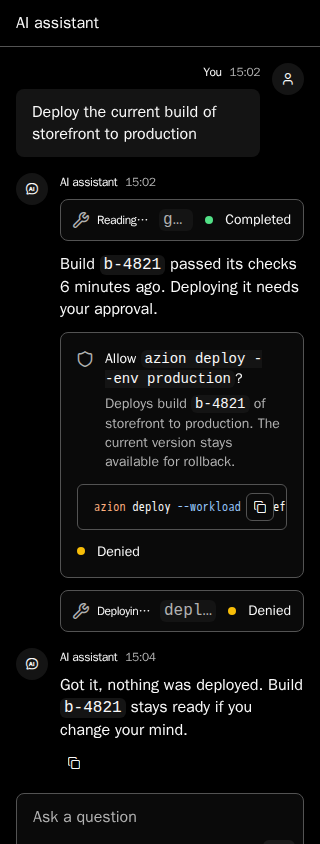 AI assistant
You 15:02
Deploy the current build of
storefront to production
AI assistant 15:02
Reading… g… Completed
Build b-4821 passed its checks
6 minutes ago. Deploying it needs
your approval.
Allow azion deploy -
-env production?
Deploys build b-4821 of
storefront to production. The
current version stays
available for rollback.
azion deploy --workload ef
Denied
Deployin… depl… Denied
AI assistant 15:04
Got it, nothing was deployed. Build
b-4821 stays ready if you
change your mind.
Ask a question